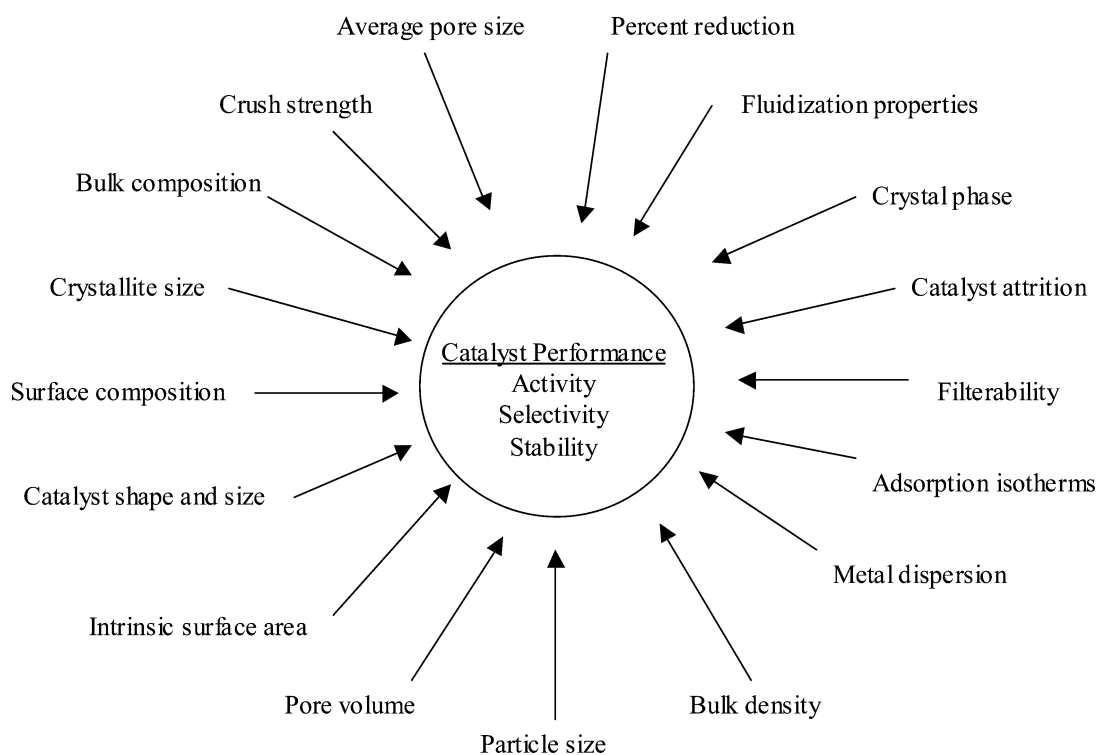 Average pore size
Percent reduction
Crush strength
Fluidization properties
Bulk composition
Crystal phase
Crystallite size
Catalyst attrition
Catalyst Performance
Activity
Selectivity
Stability
Surface composition
Filterability
Catalyst shape and size
Adsorption isotherms
Metal dispersion
Intrinsic surface area
Pore volume
Bulk density
Particle size